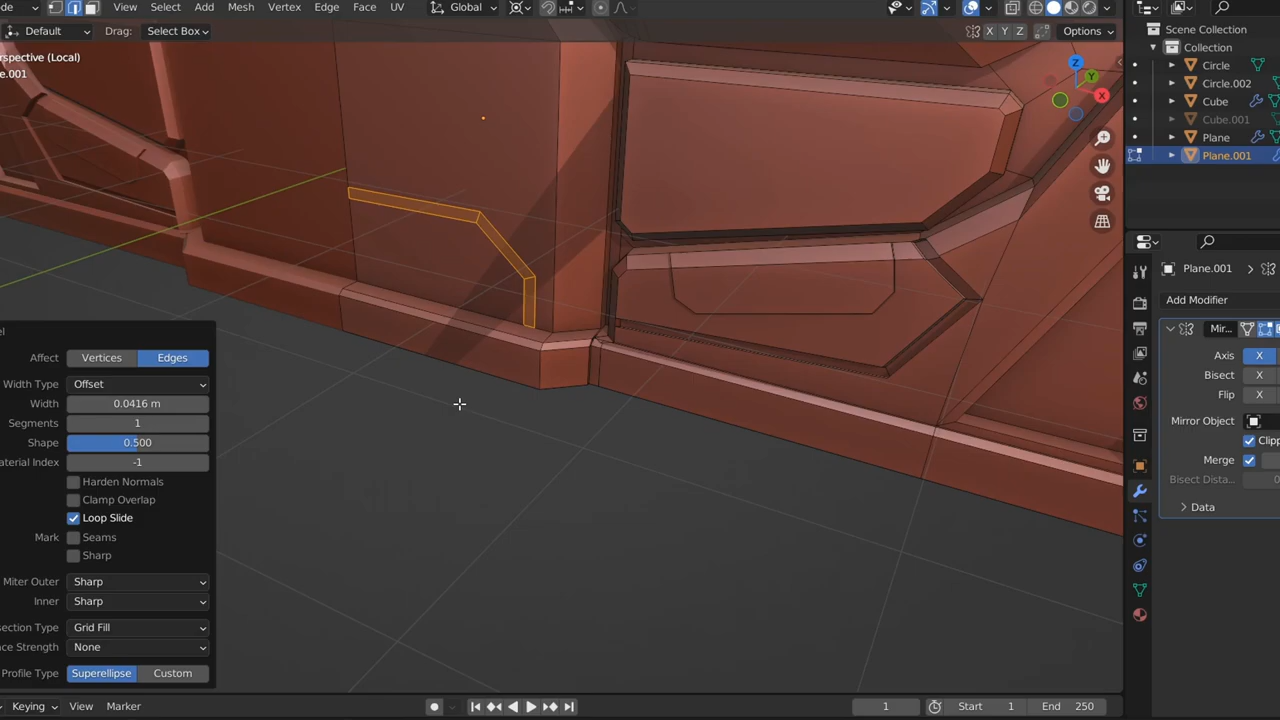 de View Select Add Mesh Vertex Edge Face UV Global
Default Drag: Select Box X Y Z Options
rspective (Local)
e.001
Scene Collection
Collection
Circle
Circle.002
Cube
Cube.001
Plane
Plane.001
Z
Y
X
Plane.001
Add Modifier
Mir...
Axis X
Bisect X
Flip X
Mirror Object
Clipp
Merge
Bisect Dista... 0
Data
el
Affect Vertices Edges
Width Type Offset
Width 0.0416 m
Segments 1
Shape 0.500
aterial Index -1
Harden Normals
Clamp Overlap
Loop Slide
Mark Seams
Sharp
Miter Outer Sharp
Inner Sharp
section Type Grid Fill
ace Strength None
Profile Type Superellipse Custom
Keying View Marker 1 Start 1 End 250